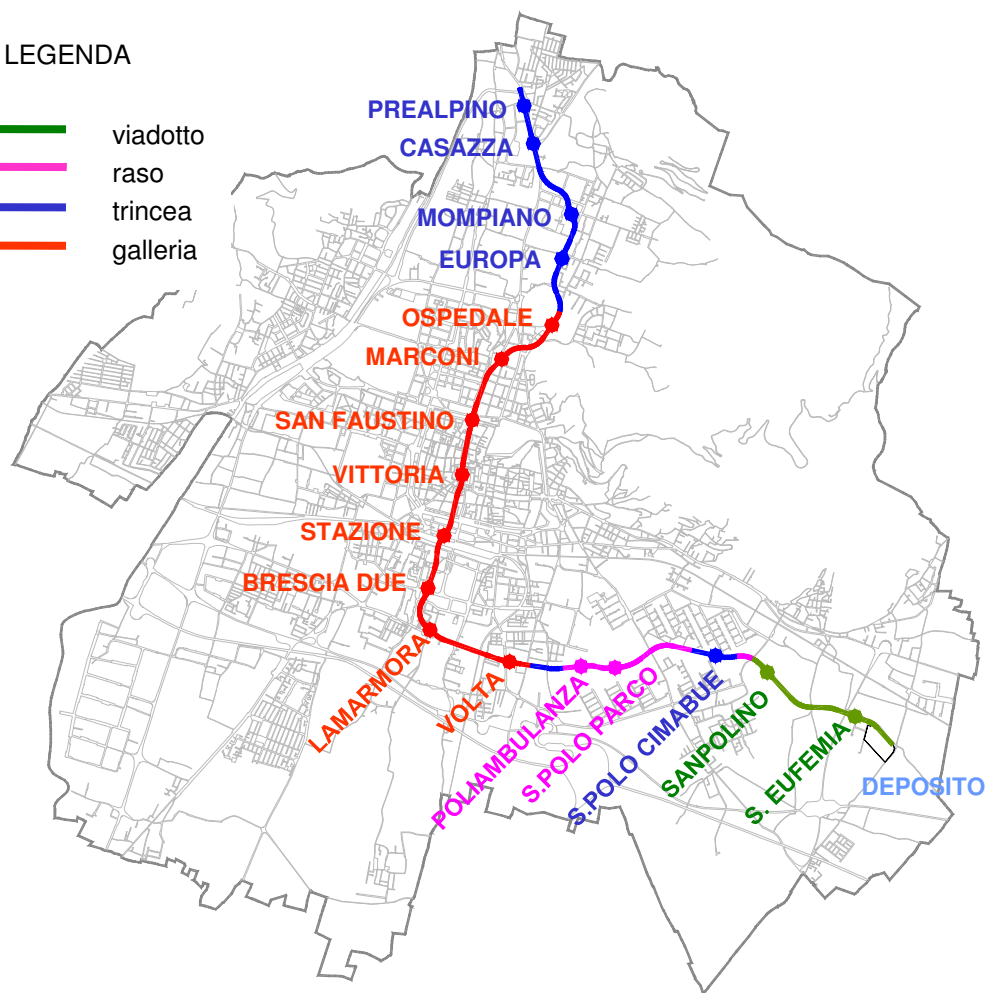 LEGENDA
viadotto
raso
trincea
galleria
PREALPINO
CASAZZA
MOMPIANO
EUROPA
OSPEDALE
MARCONI
SAN FAUSTINO
VITTORIA
STAZIONE
BRESCIA DUE
LAMARMORA
VOLTA
POLIAMBULANZA
S.POLO PARCO
S.POLO CIMABUE
SANPOLINO
S. EUFEMIA
DEPOSITO